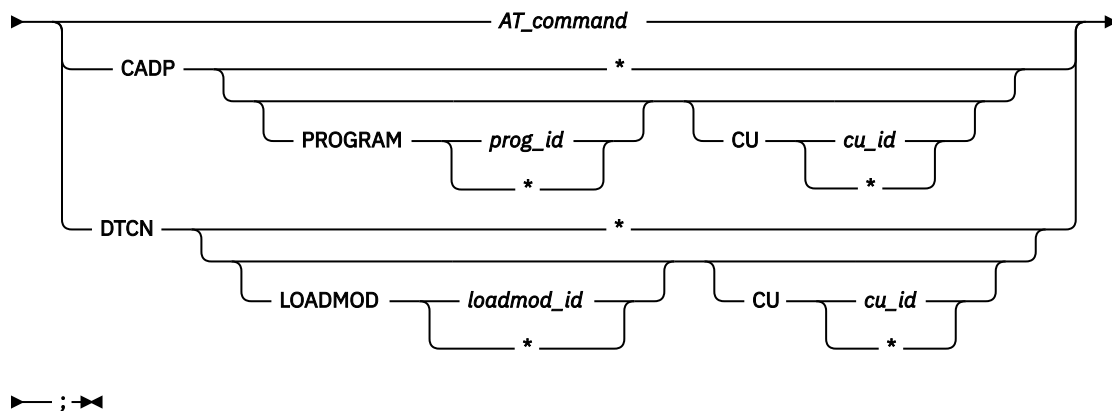 AT_command
CADP *
PROGRAM prog_id CU cu_id
* *
DTCN *
LOADMOD loadmod_id CU cu_id
* *
;